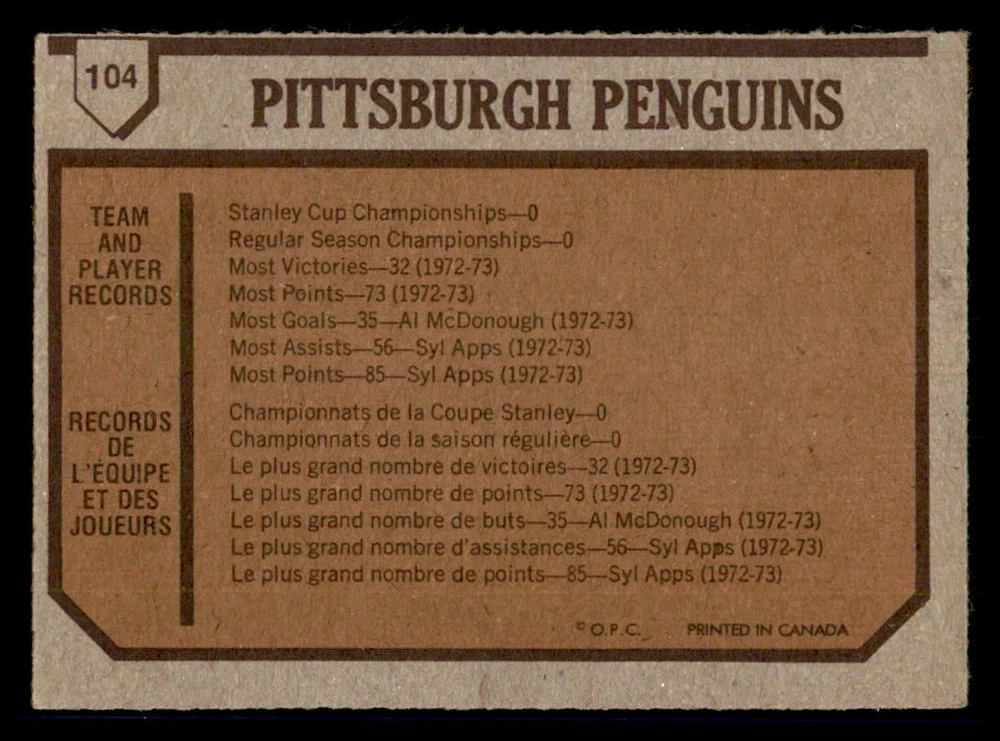 104
PITTSBURGH PENGUINS
TEAM
AND
PLAYER
RECORDS
Stanley Cup Championships—0
Regular Season Championships—0
Most Victories—32 (1972-73)
Most Points—73 (1972-73)
Most Goals—35—Al McDonough (1972-73)
Most Assists—56—Syl Apps (1972-73)
Most Points—85—Syl Apps (1972-73)
RECORDS
DE
L'ÉQUIPE
ET DES
JOUEURS
Championnats de la Coupe Stanley—0
Championnats de la saison régulière—0
Le plus grand nombre de victoires—32 (1972-73)
Le plus grand nombre de points—73 (1972-73)
Le plus grand nombre de buts—35—Al McDonough (1972-73)
Le plus grand nombre d'assistances—56—Syl Apps (1972-73)
Le plus grand nombre de points—85—Syl Apps (1972-73)
© O.P.C. PRINTED IN CANADA